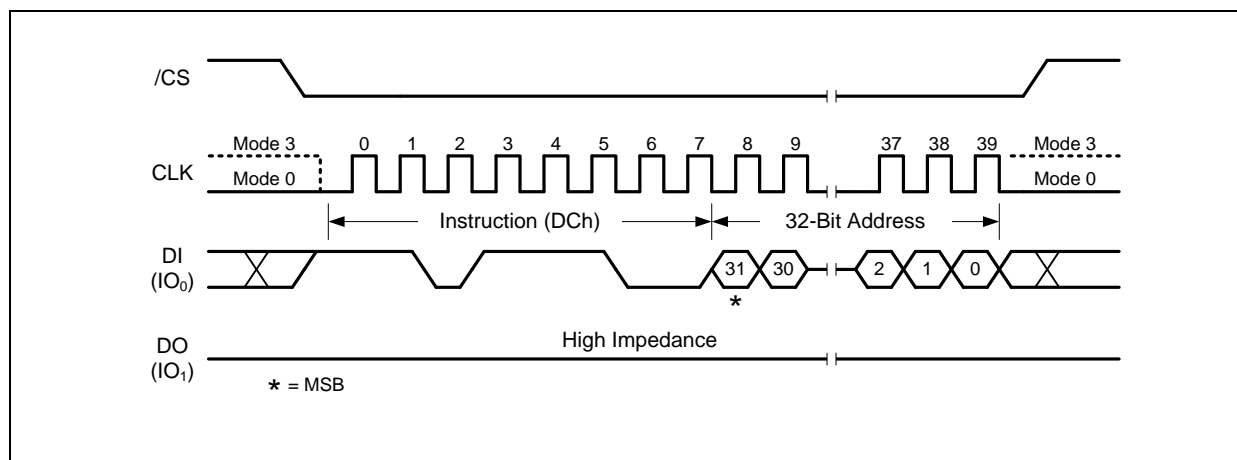 /CS
Mode 3 0 1 2 3 4 5 6 7 8 9 37 38 39 Mode 3
CLK
Mode 0 Mode 0
Instruction (DCh) 32-Bit Address
DI
(IO₀)
31 30 2 1 0
*
High Impedance
DO
(IO₁)
* = MSB